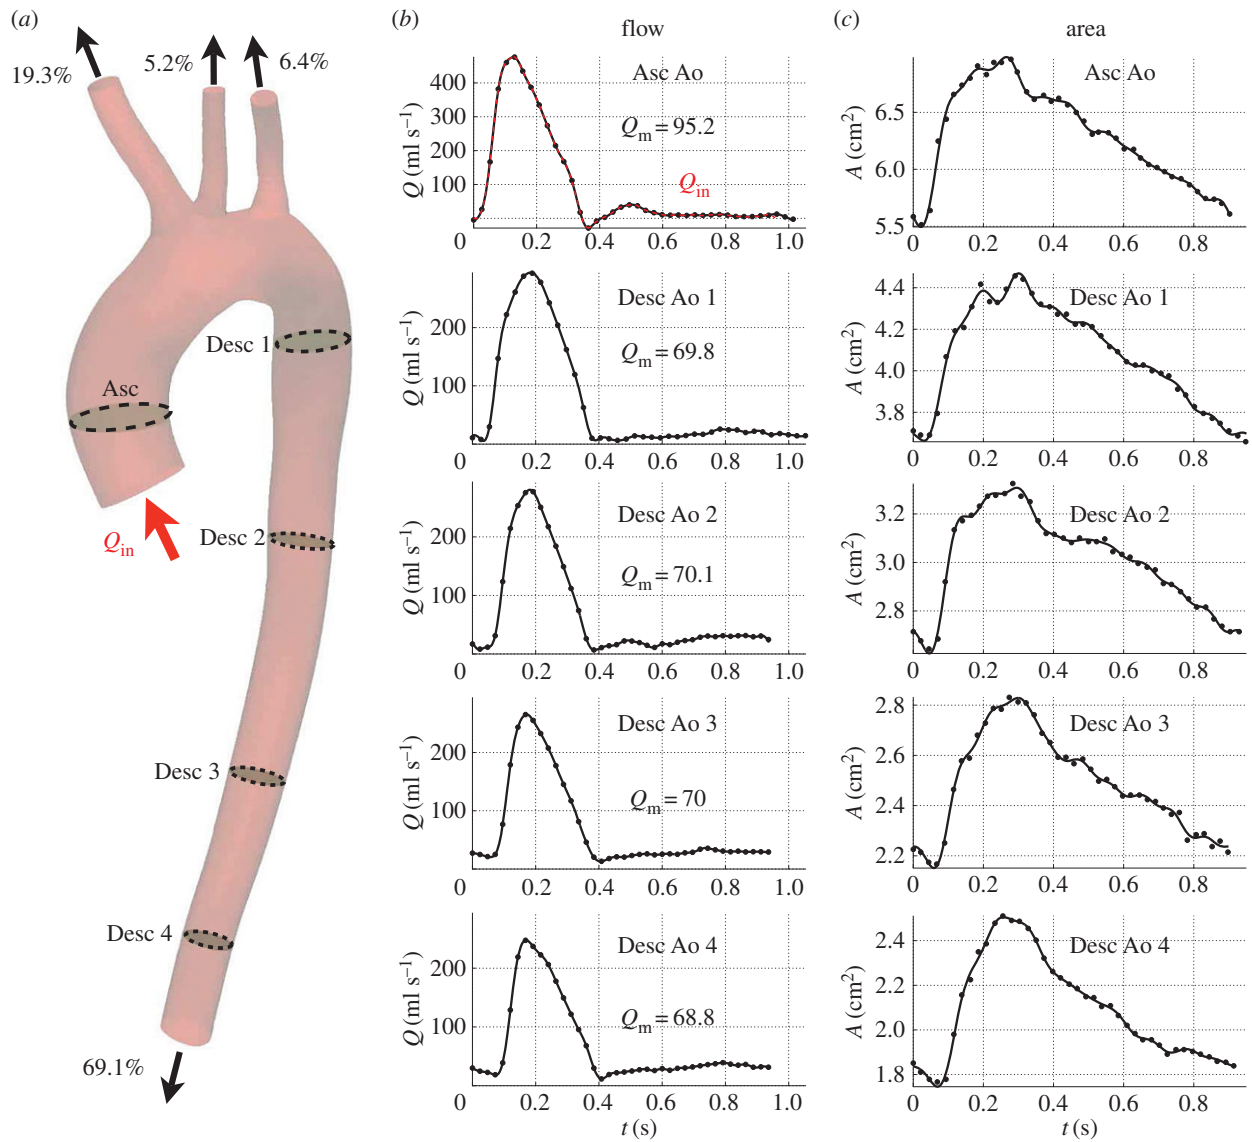 (a)
19.3%
5.2%
6.4%
Desc 1
Asc
Q_in
Desc 2
Desc 3
Desc 4
69.1%
(b)
flow
Asc Ao
Q_m = 95.2
Q_in
Q (ml s⁻¹)
400
300
200
100
0 0.2 0.4 0.6 0.8 1.0
Desc Ao 1
Q_m = 69.8
Q (ml s⁻¹)
200
100
0 0.2 0.4 0.6 0.8 1.0
Desc Ao 2
Q_m = 70.1
Q (ml s⁻¹)
200
100
0 0.2 0.4 0.6 0.8 1.0
Desc Ao 3
Q_m = 70
Q (ml s⁻¹)
200
100
0 0.2 0.4 0.6 0.8 1.0
Desc Ao 4
Q_m = 68.8
Q (ml s⁻¹)
200
100
0 0.2 0.4 0.6 0.8 1.0
t (s)
(c)
area
Asc Ao
A (cm²)
6.5
6.0
5.5
0 0.2 0.4 0.6 0.8
Desc Ao 1
A (cm²)
4.4
4.2
4.0
3.8
0 0.2 0.4 0.6 0.8
Desc Ao 2
A (cm²)
3.2
3.0
2.8
0 0.2 0.4 0.6 0.8
Desc Ao 3
A (cm²)
2.8
2.6
2.4
2.2
0 0.2 0.4 0.6 0.8
Desc Ao 4
A (cm²)
2.4
2.2
2.0
1.8
0 0.2 0.4 0.6 0.8
t (s)